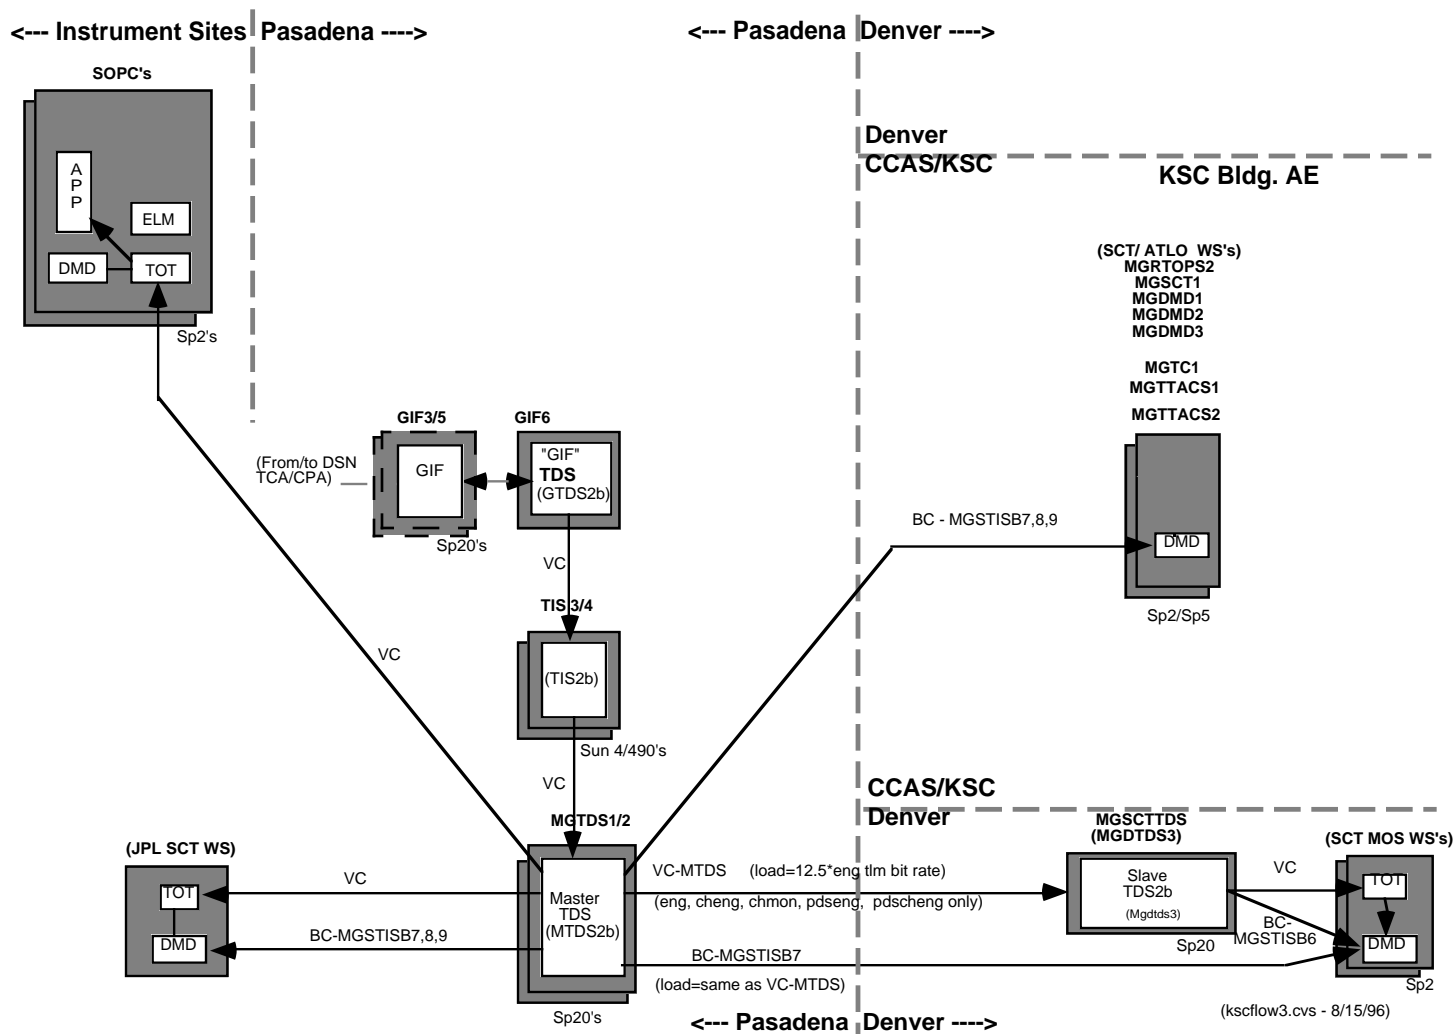 <--- Instrument Sites Pasadena ---->
<--- Pasadena Denver ---->
SOPC's
A
P
P
ELM
DMD
TOT
Sp2's
Denver
CCAS/KSC
KSC Bldg. AE
(SCT/ ATLO WS's)
MGRTOPS2
MGSCT1
MGDMD1
MGDMD2
MGDMD3
MGTC1
MGTTACS1
MGTTACS2
DMD
Sp2/Sp5
BC - MGSTISB7,8,9
GIF3/5
GIF6
(From/to DSN
TCA/CPA)
GIF
"GIF"
TDS
(GTDS2b)
Sp20's
VC
TIS 3/4
(TIS2b)
Sun 4/490's
VC
VC
MGTDS1/2
Master
TDS
(MTDS2b)
Sp20's
(JPL SCT WS)
TOT
DMD
VC
BC-MGSTISB7,8,9
VC-MTDS (load=12.5*eng tlm bit rate)
(eng, cheng, chmon, pdseng, pdscheng only)
BC-MGSTISB7
(load=same as VC-MTDS)
CCAS/KSC
Denver
MGSCTTDS
(MGDTDS3)
Slave
TDS2b
(Mgdtds3)
Sp20
VC
BC-
MGSTISB6
(SCT MOS WS's)
TOT
DMD
Sp2
(kscflow3.cvs - 8/15/96)
<--- Pasadena Denver ---->